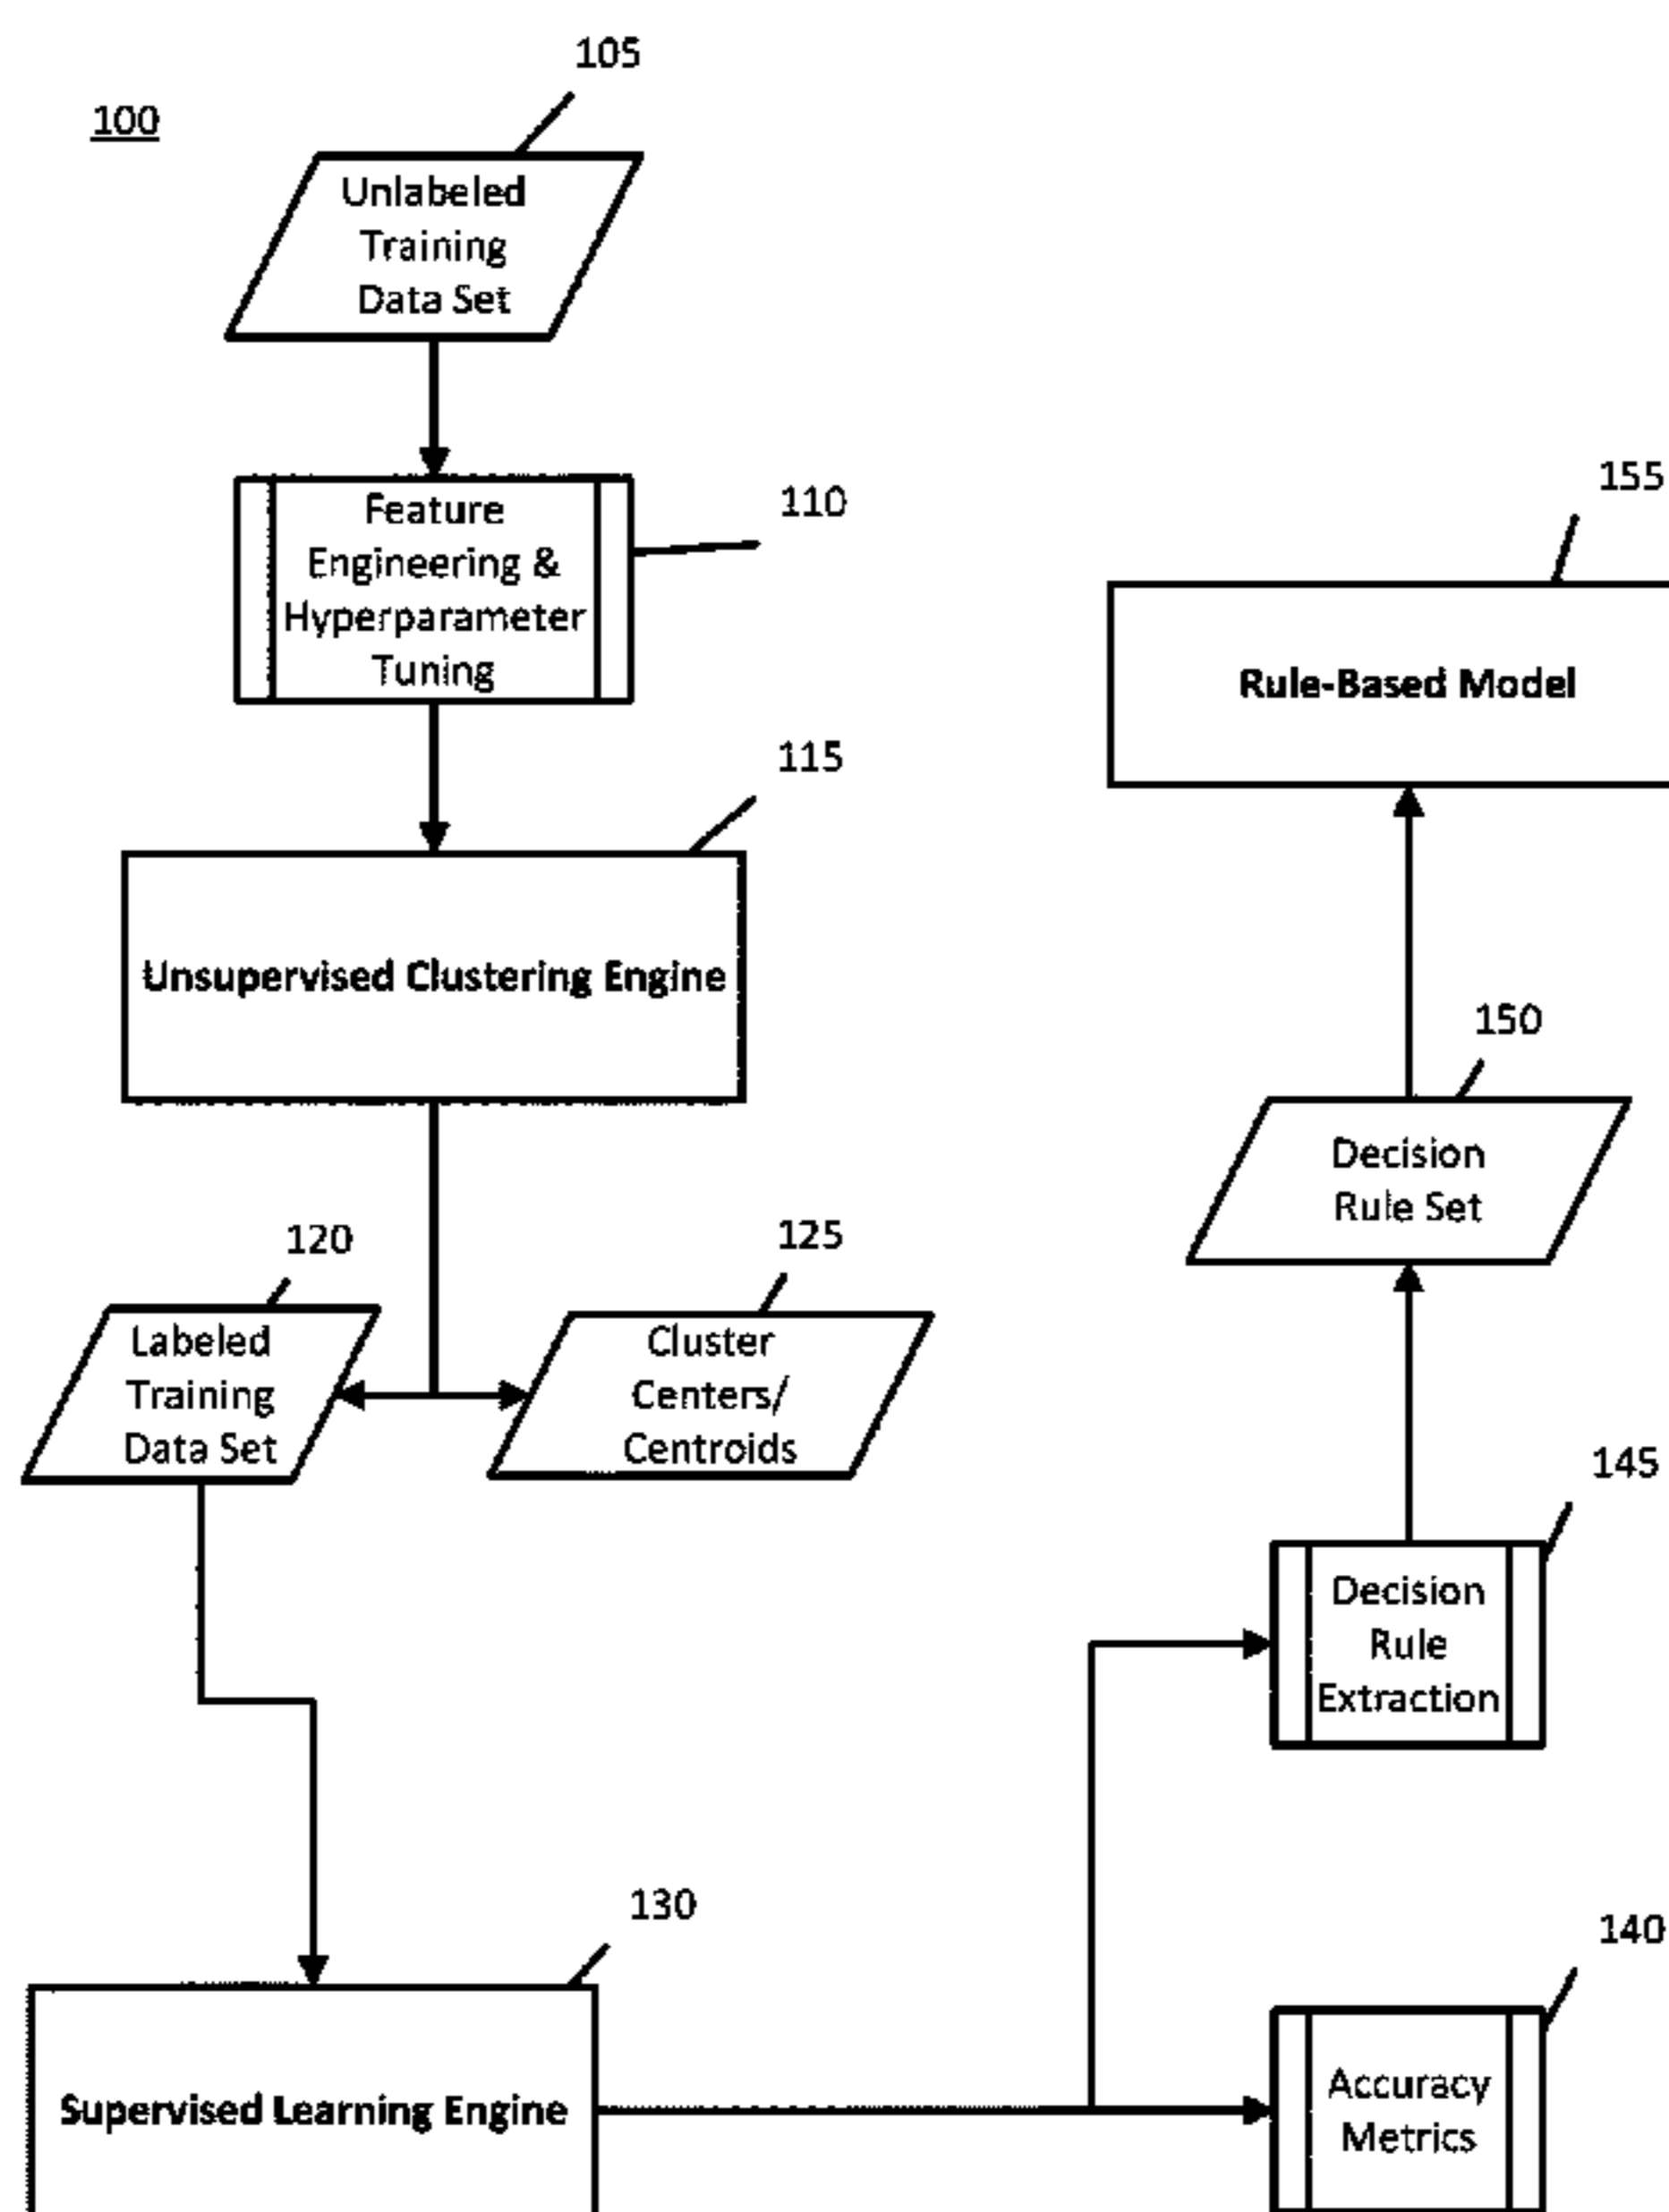 105
100
Unlabeled
Training
Data Set
110
Feature
Engineering &
Hyperparameter
Tuning
155
Rule-Based Model
115
Unsupervised Clustering Engine
150
Decision
Rule Set
120
Labeled
Training
Data Set
125
Cluster
Centers/
Centroids
145
Decision
Rule
Extraction
130
Supervised Learning Engine
140
Accuracy
Metrics